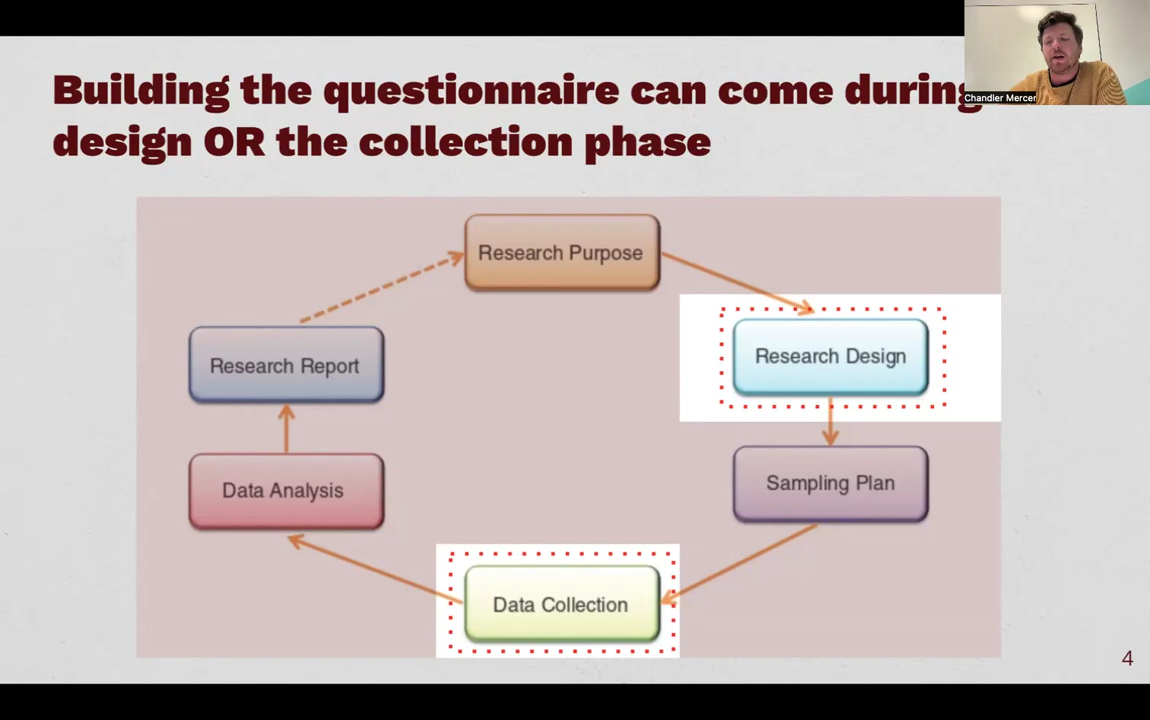 Building the questionnaire can come during
design OR the collection phase
Chandler Mercer
Research Purpose
Research Design
Research Report
Sampling Plan
Data Analysis
Data Collection
4